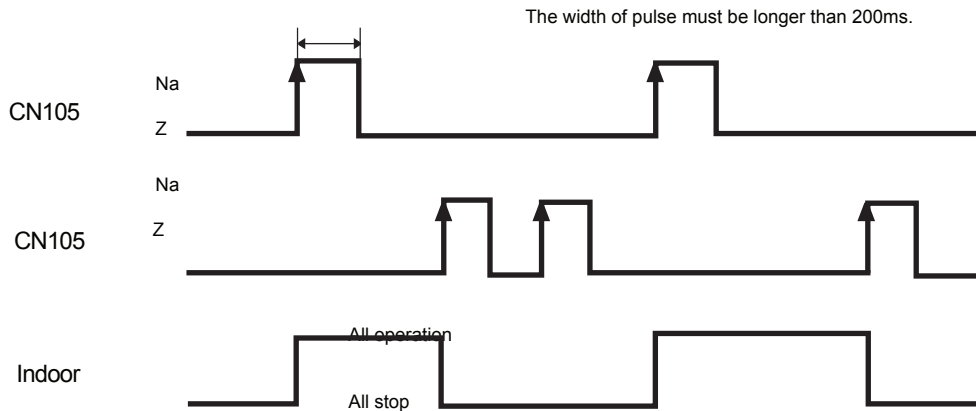 The width of pulse must be longer than 200ms.
Na
CN105
Z
Na
CN105
Z
All operation
Indoor
All stop